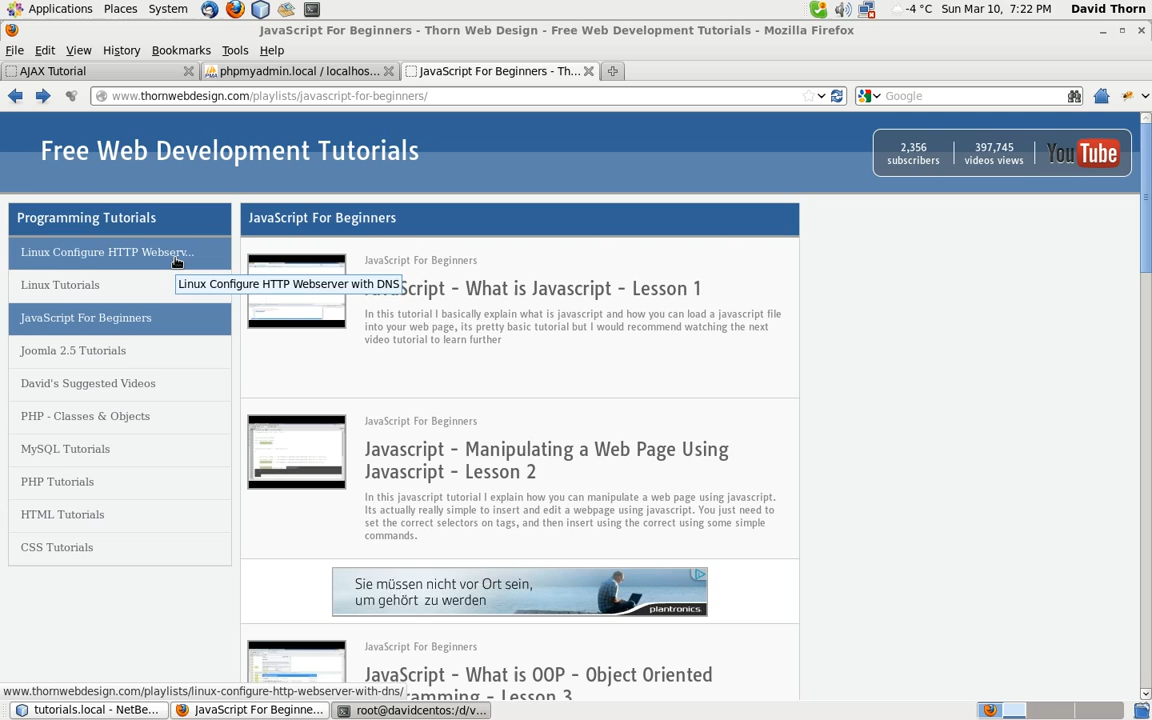 Applications Places System
-4 °C Sun Mar 10, 7:22 PM David Thorn
JavaScript For Beginners - Thorn Web Design - Free Web Development Tutorials - Mozilla Firefox
File Edit View History Bookmarks Tools Help
AJAX Tutorial
phpmyadmin.local / localhos...
JavaScript For Beginners - Th...
www.thornwebdesign.com/playlists/javascript-for-beginners/
Google
Free Web Development Tutorials
2,356
subscribers
397,745
videos views
YouTube
Programming Tutorials
Linux Configure HTTP Webserv...
Linux Configure HTTP Webserver with DNS
Linux Tutorials
JavaScript For Beginners
Joomla 2.5 Tutorials
David's Suggested Videos
PHP - Classes & Objects
MySQL Tutorials
PHP Tutorials
HTML Tutorials
CSS Tutorials
JavaScript For Beginners
JavaScript For Beginners
Script - What is Javascript - Lesson 1
In this tutorial I basically explain what is javascript and how you can load a javascript file
into your web page, its pretty basic tutorial but I would recommend watching the next
video tutorial to learn further
JavaScript For Beginners
Javascript - Manipulating a Web Page Using
Javascript - Lesson 2
In this javascript tutorial I explain how you can manipulate a web page using javascript.
Its actually really simple to insert and edit a webpage using javascript. You just need to
set the correct selectors on tags, and then insert using the correct using some simple
commands.
Sie müssen nicht vor Ort sein,
um gehört zu werden
plantronics
JavaScript For Beginners
JavaScript - What is OOP - Object Oriented
gramming - Lesson 3
www.thornwebdesign.com/playlists/linux-configure-http-webserver-with-dns/
tutorials.local - NetBe...
JavaScript For Beginne...
root@davidcentos:/d/v...